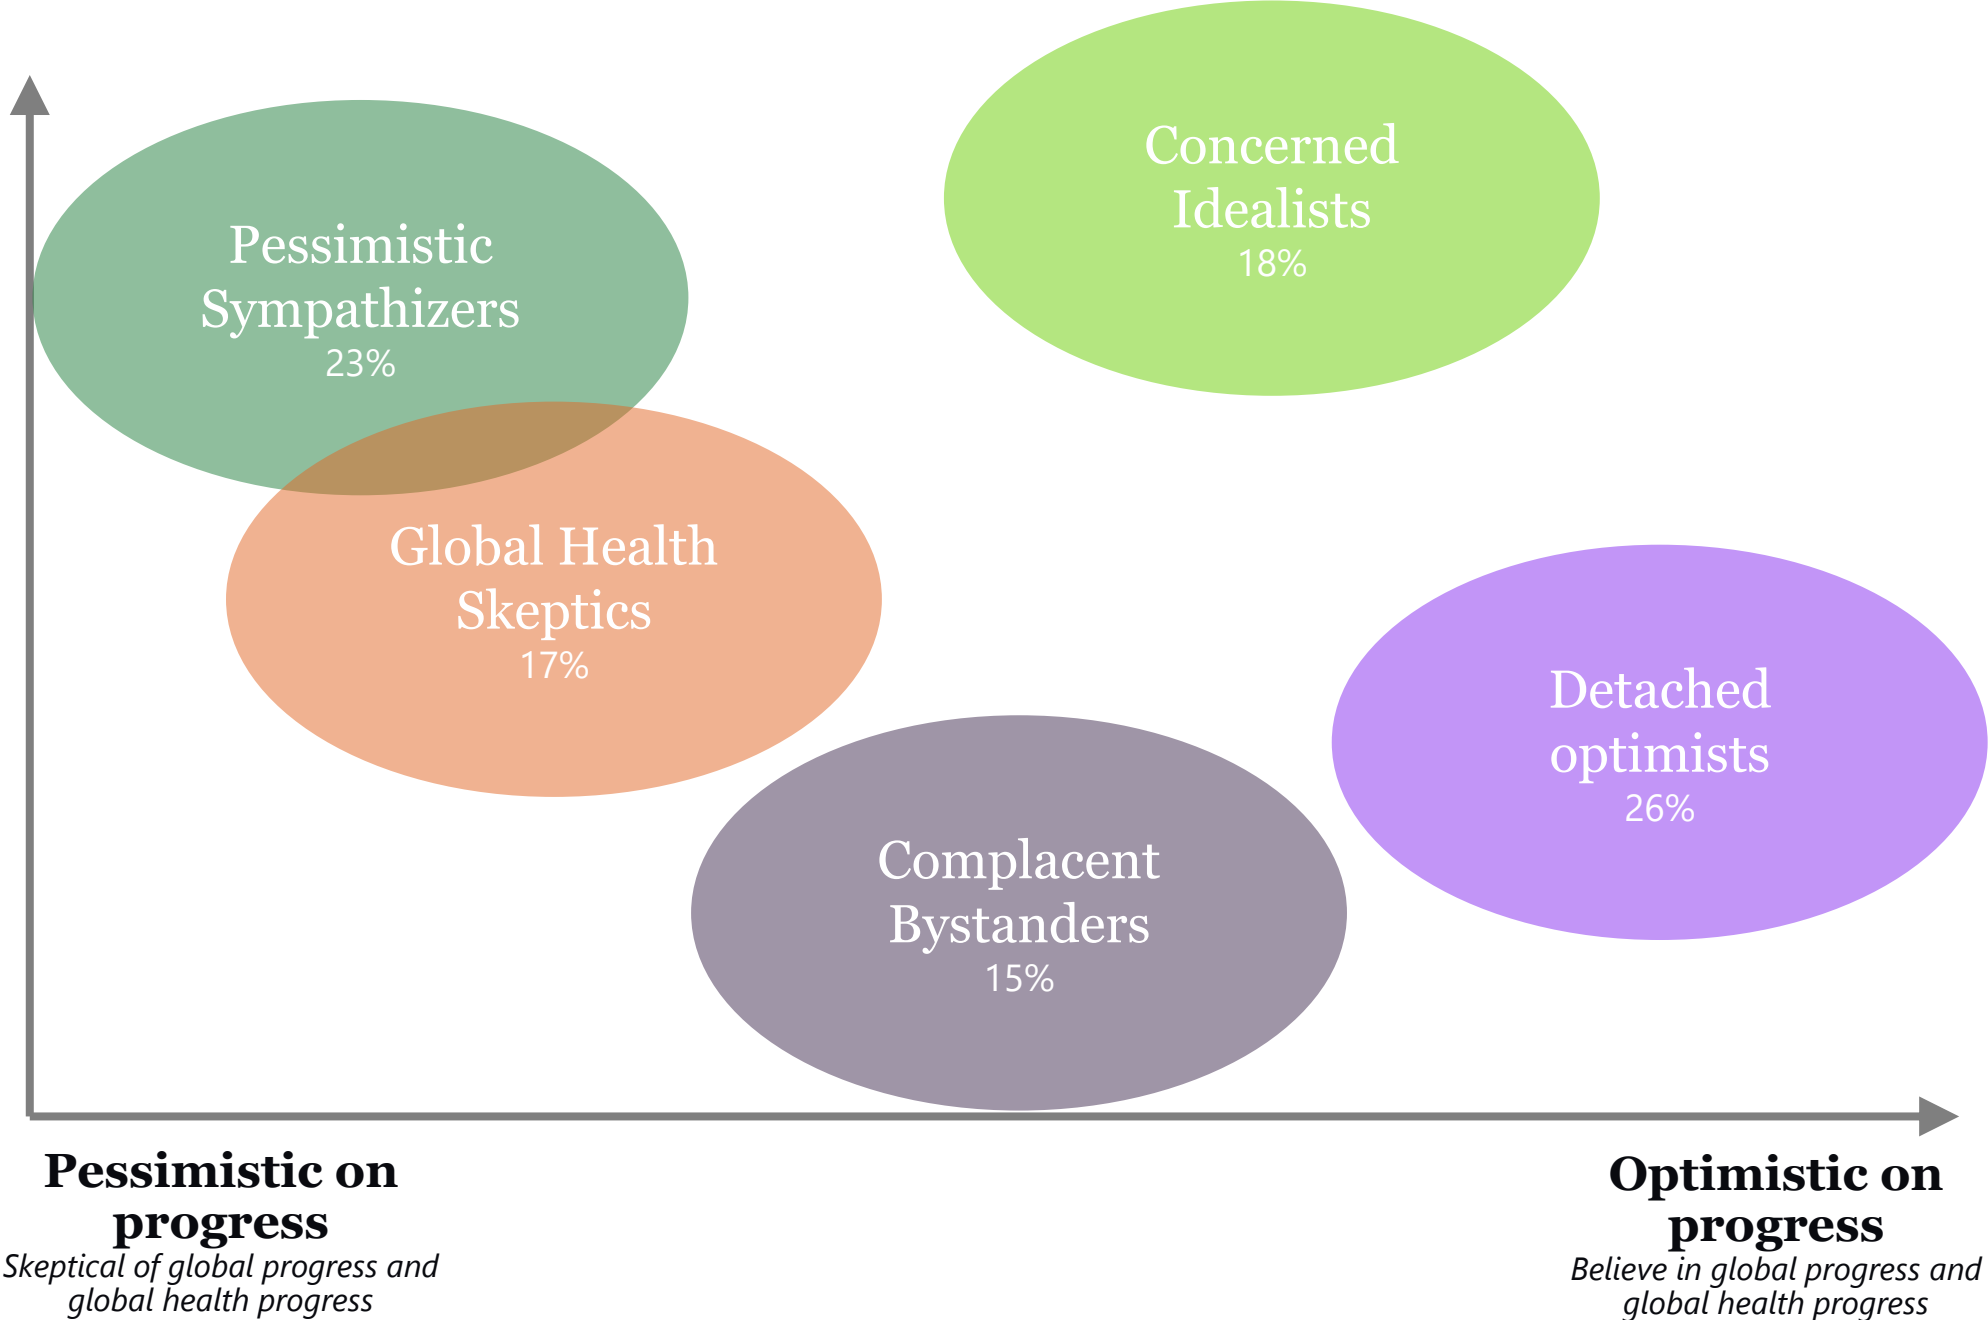 Concerned
Idealists
18%
Pessimistic
Sympathizers
23%
Global Health
Skeptics
17%
Detached
optimists
26%
Complacent
Bystanders
15%
Pessimistic on
progress
Skeptical of global progress and
global health progress
Optimistic on
progress
Believe in global progress and
global health progress